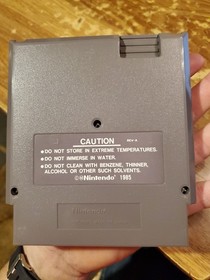 CAUTION
REV-A
•DO NOT STORE IN EXTREME TEMPERATURES.
•DO NOT IMMERSE IN WATER.
•DO NOT CLEAN WITH BENZENE, THINNER,
ALCOHOL OR OTHER SUCH SOLVENTS.
©®Nintendo 1985